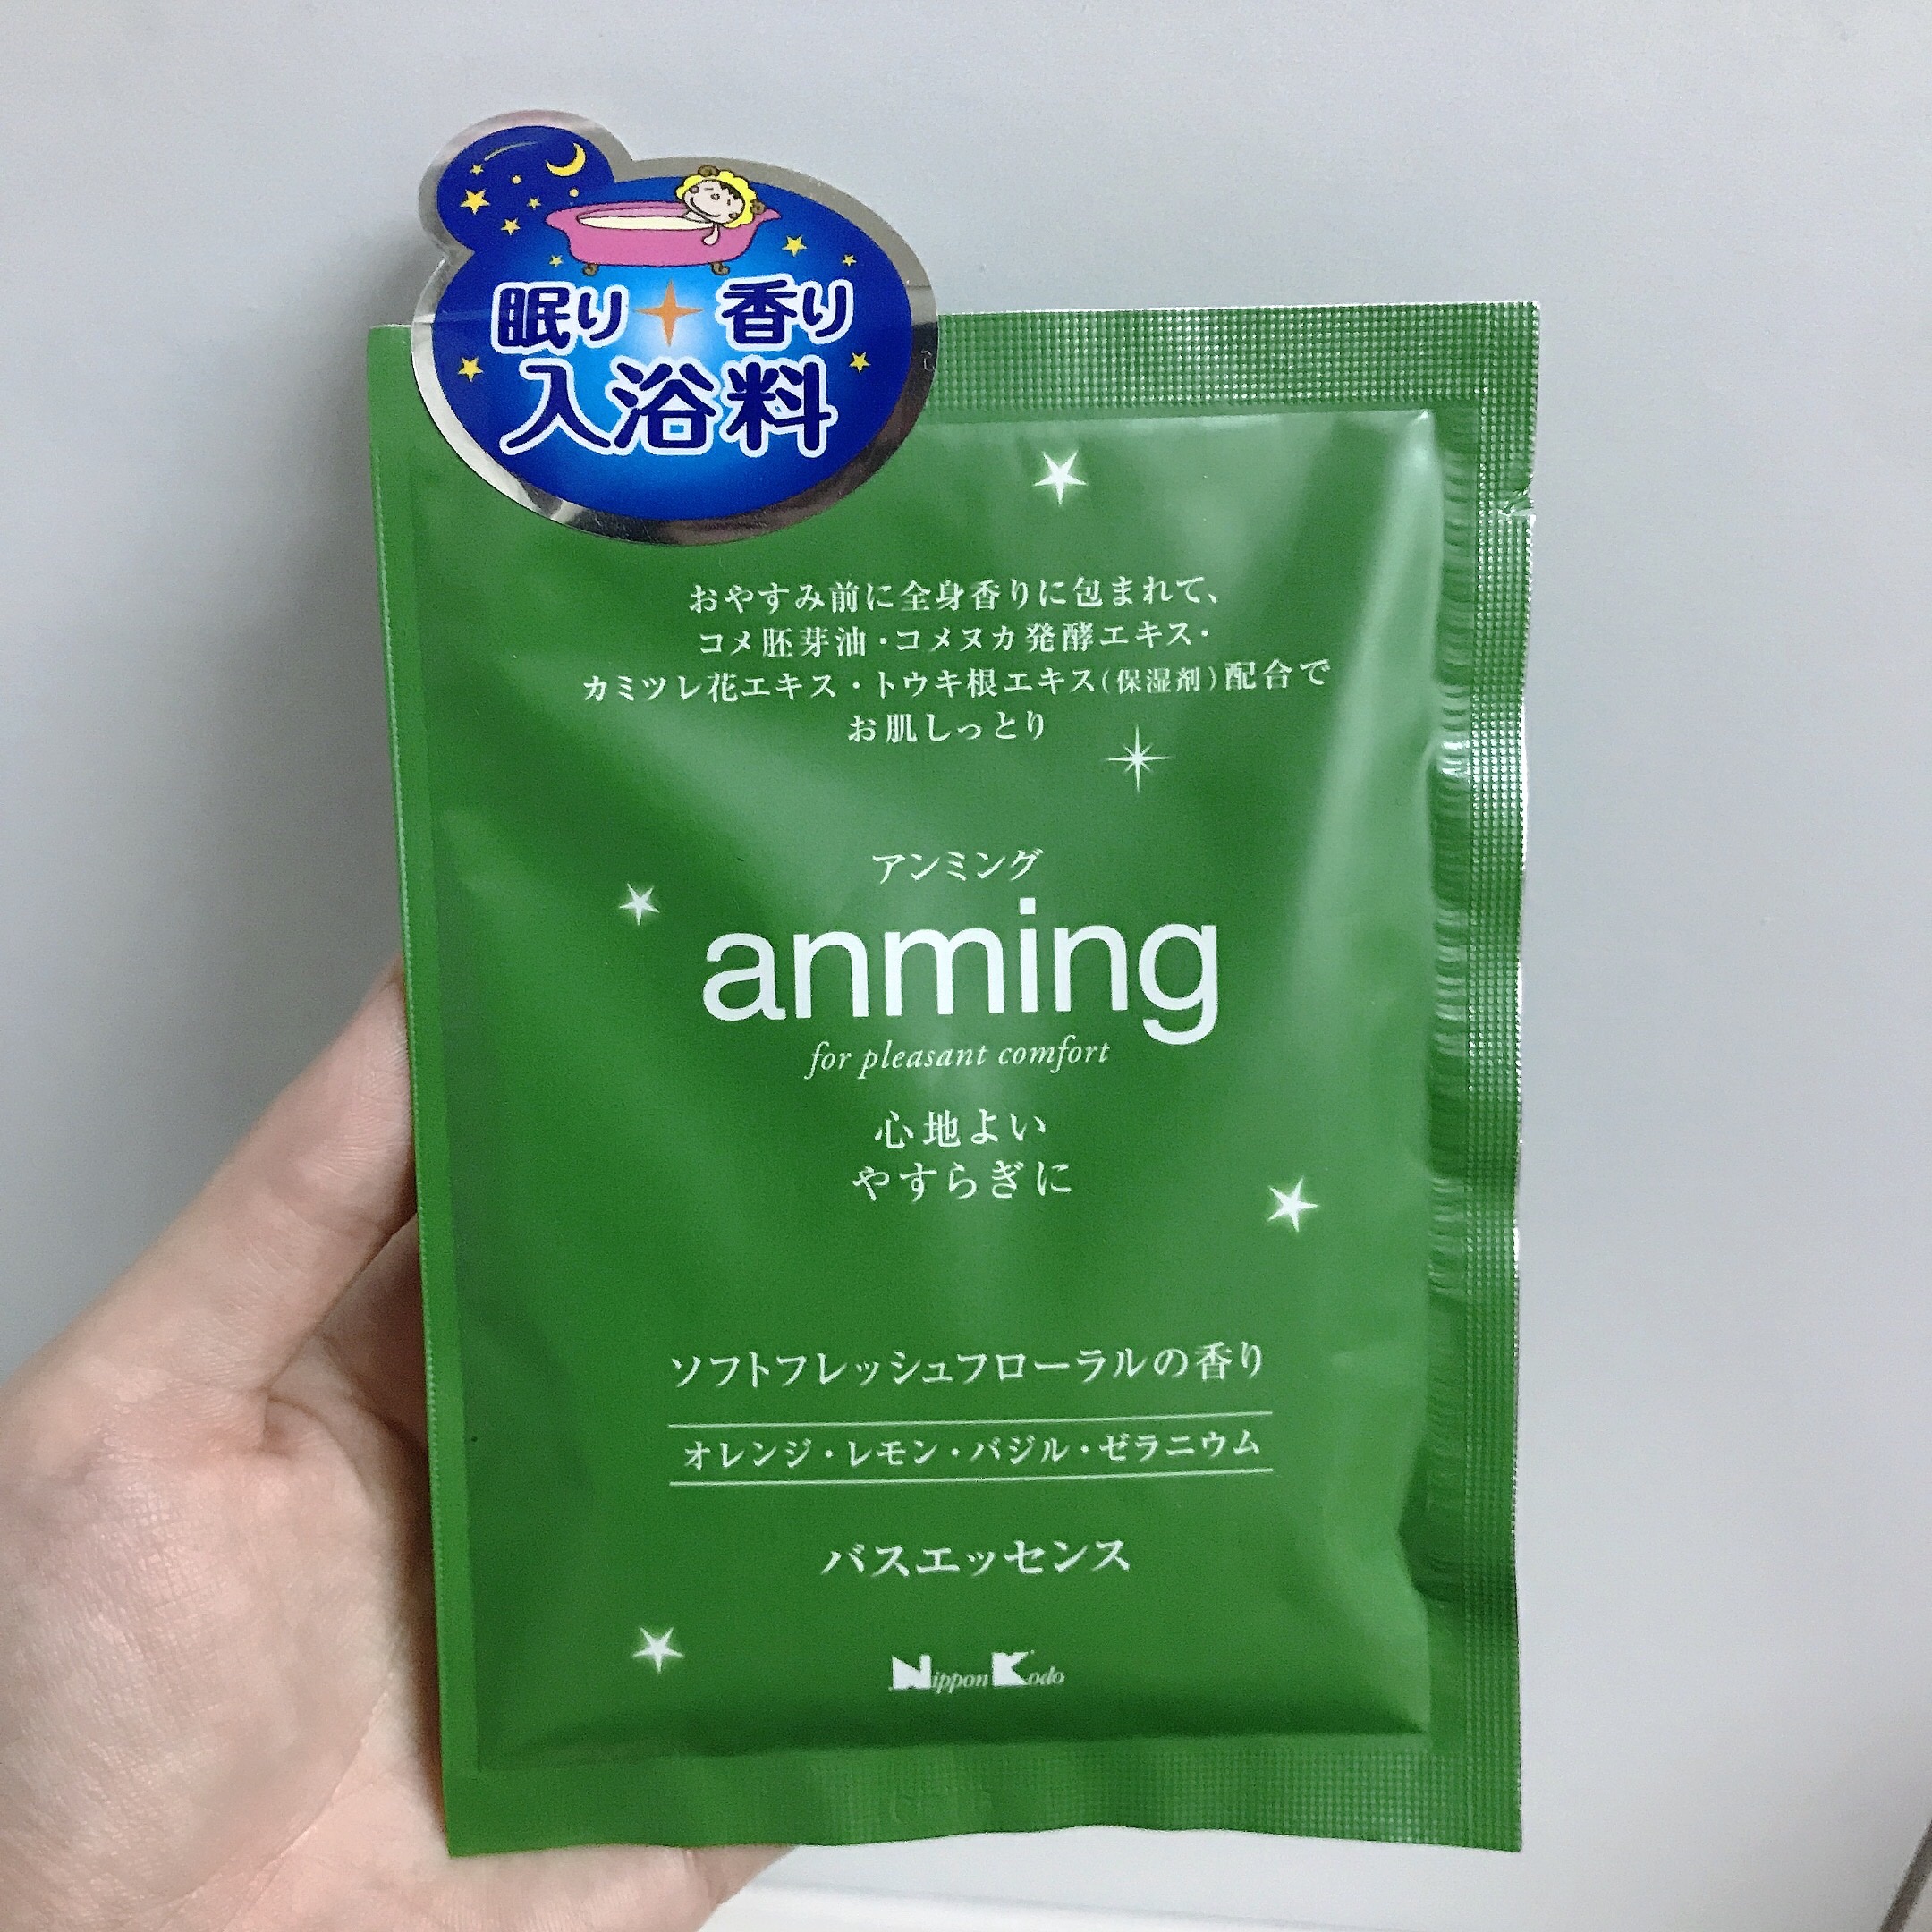 眠り 香り
入浴料
おやすみ前に全身香りに包まれて、
コメ胚芽油・コメヌカ発酵エキス・
カミツレ花エキス・トウキ根エキス(保湿剤)配合で
お肌しっとり
アンミング
anming
for pleasant comfort
心地よい
やすらぎに
ソフトフレッシュフローラルの香り
オレンジ・レモン・バジル・ゼラニウム
バスエッセンス
Nippon Kodo